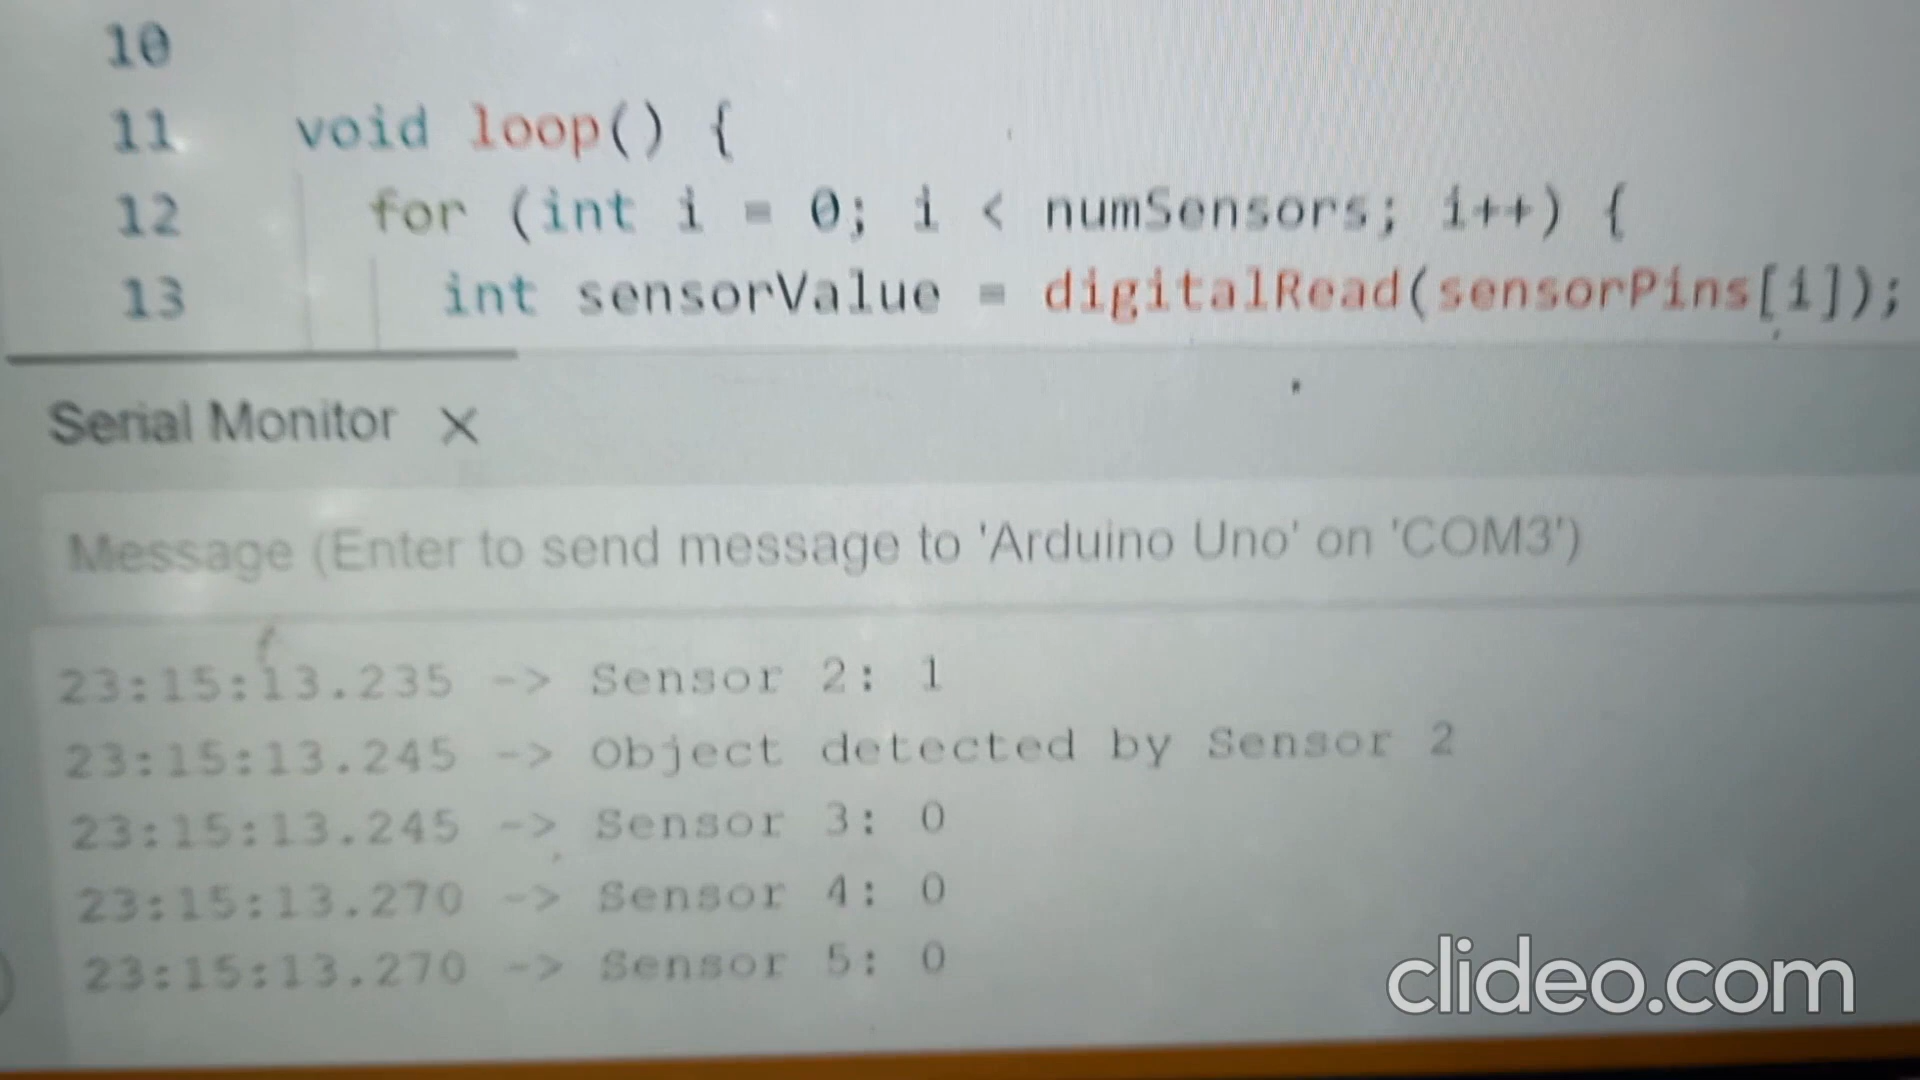 10
11 void loop() {
12 for (int i = 0; i < numSensors; i++) {
13 int sensorValue = digitalRead(sensorPins[i]);
Serial Monitor ×
Message (Enter to send message to 'Arduino Uno' on 'COM3')
23:15:13.235 -> Sensor 2: 1
23:15:13.245 -> Object detected by Sensor 2
23:15:13.245 -> Sensor 3: 0
23:15:13.270 -> Sensor 4: 0
23:15:13.270 -> Sensor 5: 0
clideo.com